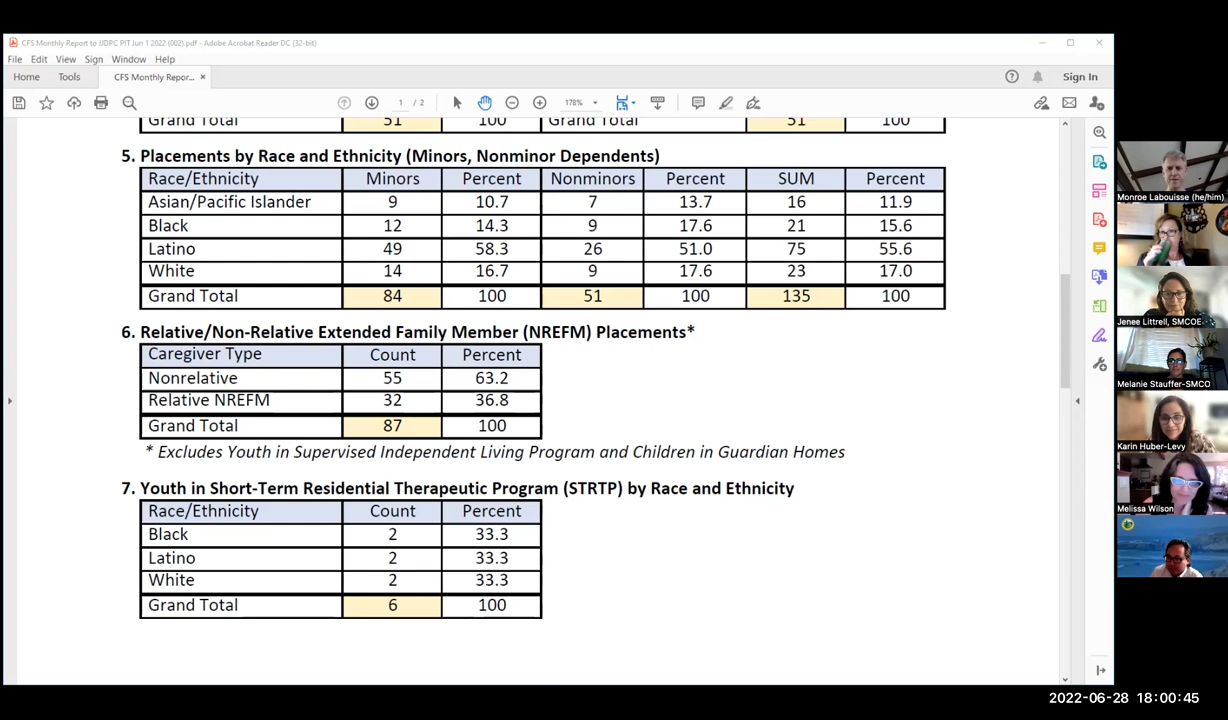 CFS Monthly Report to JJDPC PIT Jun 1 2022 (002).pdf - Adobe Acrobat Reader DC (32-bit)
File Edit View Sign Window Help
Home Tools CFS Monthly Repor... × Sign In
1 / 2 178%
Grand Total 51 100 Grand Total 51 100
5. Placements by Race and Ethnicity (Minors, Nonminor Dependents)
Race/Ethnicity Minors Percent Nonminors Percent SUM Percent
Asian/Pacific Islander 9 10.7 7 13.7 16 11.9
Black 12 14.3 9 17.6 21 15.6
Latino 49 58.3 26 51.0 75 55.6
White 14 16.7 9 17.6 23 17.0
Grand Total 84 100 51 100 135 100
6. Relative/Non-Relative Extended Family Member (NREFM) Placements*
Caregiver Type Count Percent
Nonrelative 55 63.2
Relative NREFM 32 36.8
Grand Total 87 100
* Excludes Youth in Supervised Independent Living Program and Children in Guardian Homes
7. Youth in Short-Term Residential Therapeutic Program (STRTP) by Race and Ethnicity
Race/Ethnicity Count Percent
Black 2 33.3
Latino 2 33.3
White 2 33.3
Grand Total 6 100
Monroe Labouisse (he/him)
Jenee Littrell, SMCOE
Melanie Stauffer-SMCO
Karin Huber-Levy
Melissa Wilson
2022-06-28 18:00:45